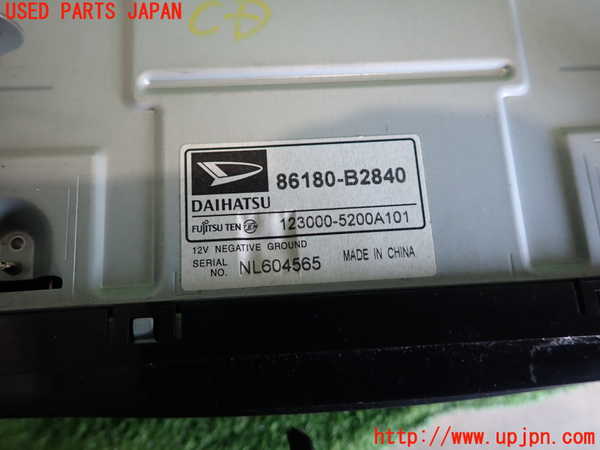 USED PARTS JAPAN
CD
86180-B2840
DAIHATSU
FUJITSU TEN 123000-5200A101
12V NEGATIVE GROUND
SERIAL NO. NL604565 MADE IN CHINA
http://www.upjpn.com/